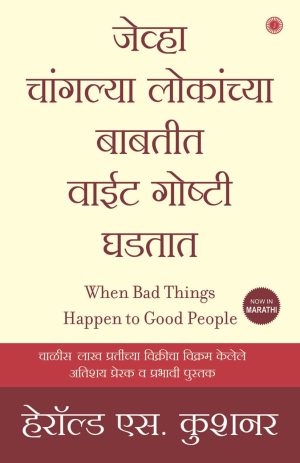 जेव्हा
चांगल्या लोकांच्या
बाबतीत
वाईट गोष्टी
घडतात
When Bad Things
Happen to Good People
NOW IN
MARATHI
चाळीस लाख प्रतींच्या विक्रीचा विक्रम केलेले
अतिशय प्रेरक व प्रभावी पुस्तक
हेरॉल्ड एस. कुशनर